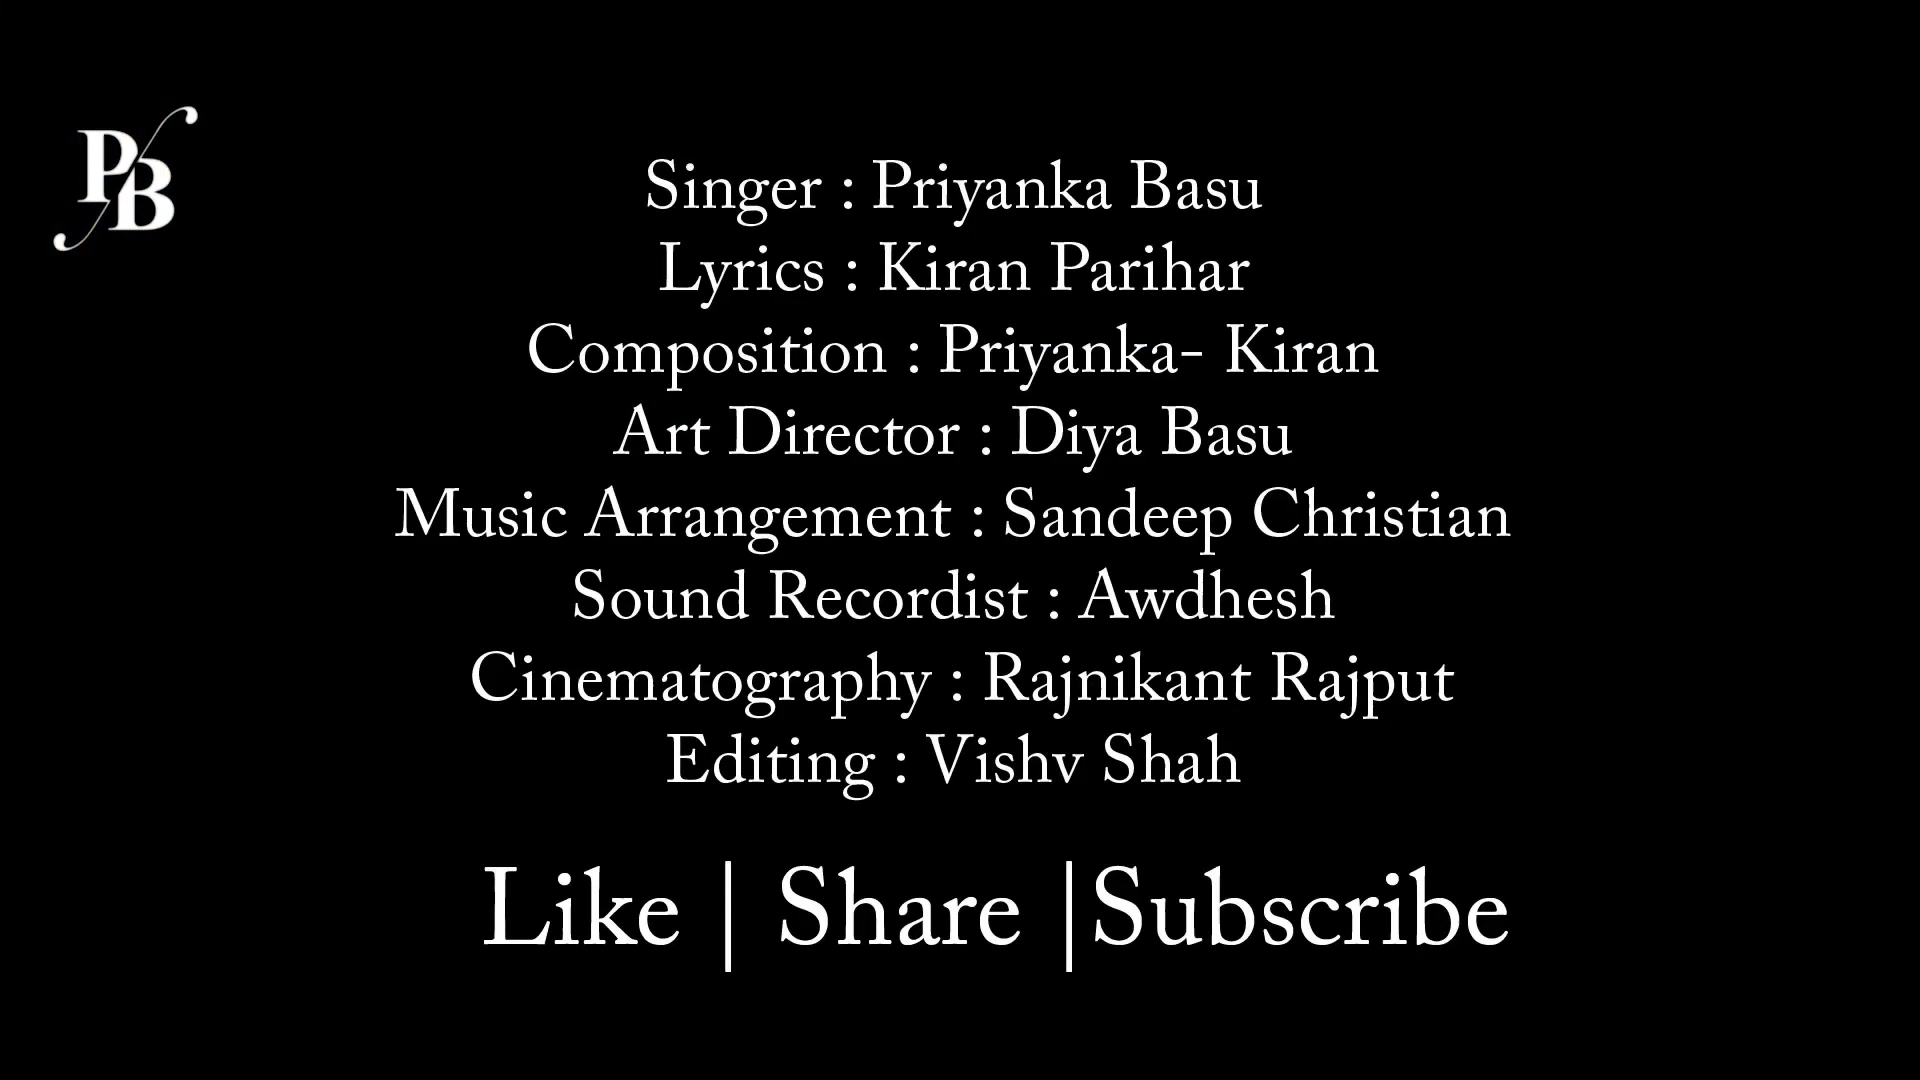 PB
Singer : Priyanka Basu
Lyrics : Kiran Parihar
Composition : Priyanka- Kiran
Art Director : Diya Basu
Music Arrangement : Sandeep Christian
Sound Recordist : Awdhesh
Cinematography : Rajnikant Rajput
Editing : Vishv Shah
Like | Share |Subscribe